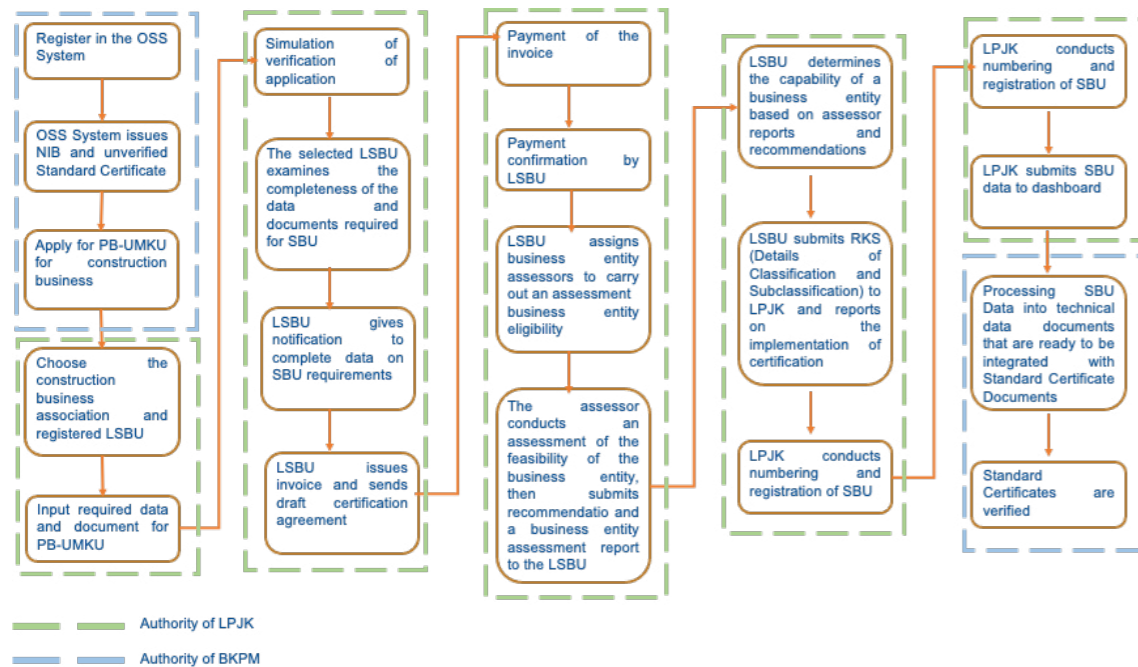 Register in the OSS
System
OSS System issues
NIB and unverified
Standard Certificate
Apply for PB-UMKU
for construction
business
Choose the
construction
business
association and
registered LSBU
Input required data
and document for
PB-UMKU
Simulation of
verification of
application
The selected LSBU
examines the
completeness of the
data and
documents required
for SBU
LSBU gives
notification to
complete data on
SBU requirements
LSBU issues
invoice and sends
draft certification
agreement
Payment of the
invoice
Payment
confirmation by
LSBU
LSBU assigns
business entity
assessors to carry
out an assessment
business entity
eligibility
The assessor
conducts an
assessment of the
feasibility of the
business entity,
then submits
recommendatio and
a business entity
assessment report
to the LSBU
LSBU determines
the capability of a
business entity
based on assessor
reports and
recommendations
LSBU submits RKS
(Details of
Classification and
Subclassification) to
LPJK and reports
on the
implementation of
certification
LPJK conducts
numbering and
registration of SBU
LPJK conducts
numbering and
registration of SBU
LPJK submits SBU
data to dashboard
Processing SBU
Data into technical
data documents
that are ready to be
integrated with
Standard Certificate
Documents
Standard
Certificates are
verified
Authority of LPJK
Authority of BKPM